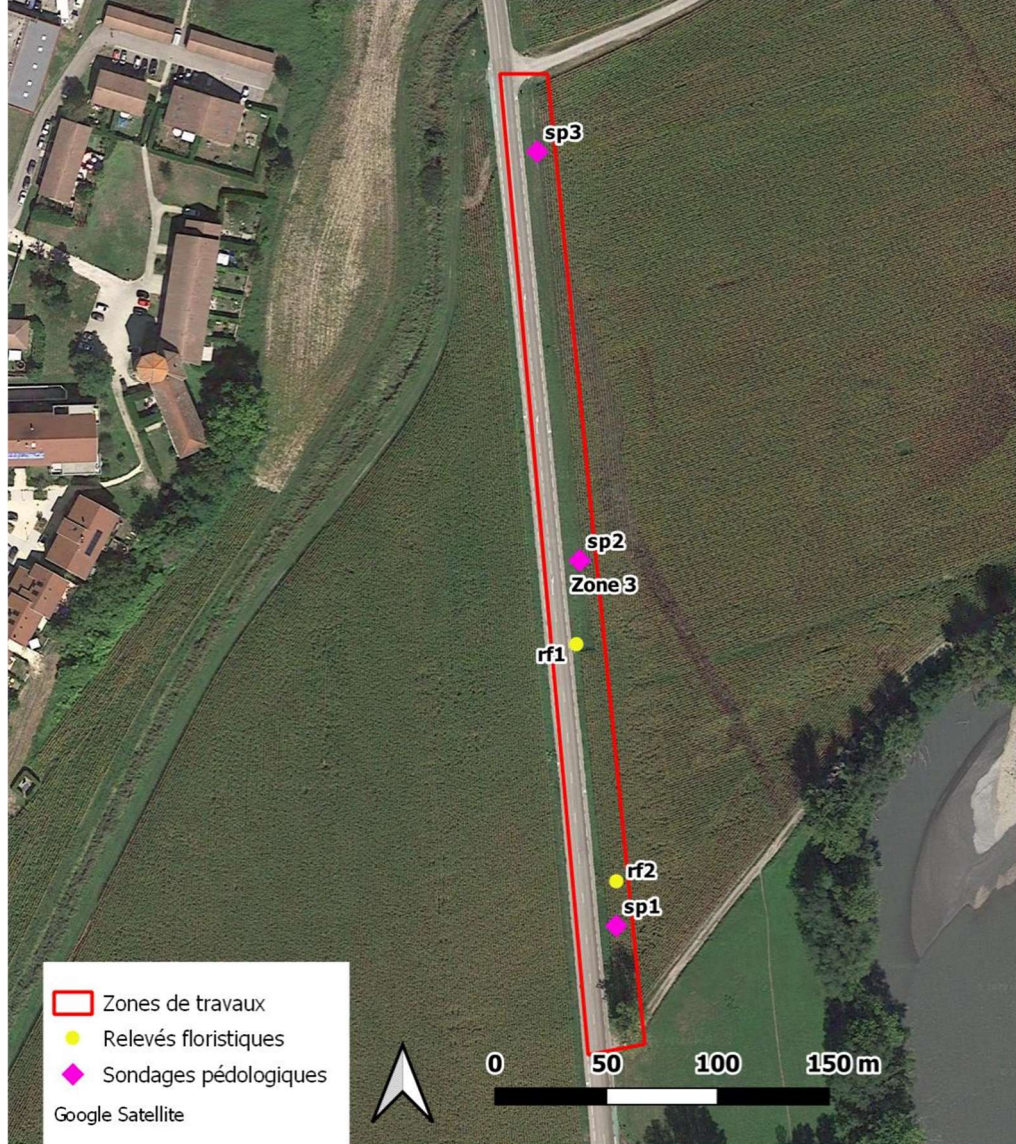 sp3
sp2
Zone 3
rf1
rf2
sp1
Zones de travaux
Relevés floristiques
Sondages pédologiques
Google Satellite
0 50 100 150 m